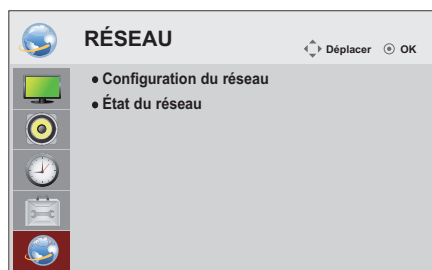 RÉSEAU
Déplacer OK
● Configuration du réseau
● État du réseau